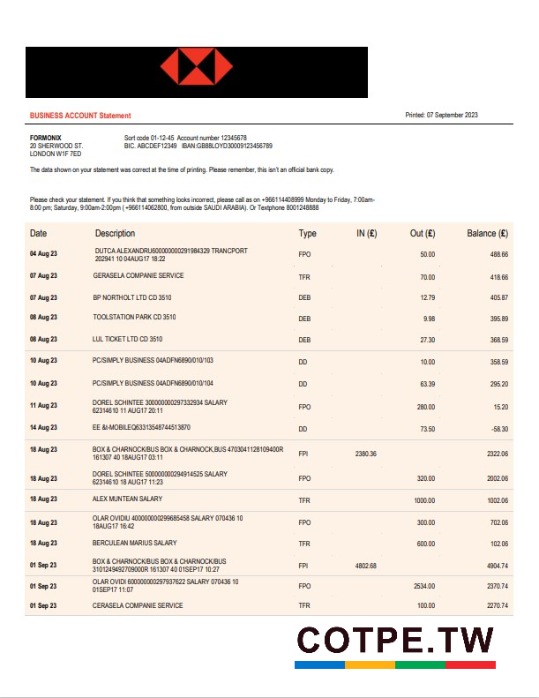 BUSINESS ACCOUNT Statement
Printed: 07 September 2023
FORMONIX
20 SHERWOOD ST.
LONDON W1F 7ED
Sort code 01-12-45 Account number 12345678
BIC. ABCDEF12349 IBAN:GB88LOYD30009123456789
The data shown on your statement was correct at the time of printing. Please remember, this isn't an official bank copy.
Please check your statement. If you think that something looks incorrect, please call as on +966114408999 Monday to Friday, 7:00am-
8:00 pm; Saturday, 9:00am-2:00pm (+966114062800, from outside SAUDI ARABIA). Or Textphone 8001248888
Date Description Type IN (£) Out (£) Balance (£)
04 Aug 23 DUTCA ALEXANDRU600000000291984329 TRANCPORT FPO 50.00 488.66
202941 10 04AUG17 18:22
07 Aug 23 GERASELA COMPANIE SERVICE TFR 70.00 418.66
07 Aug 23 BP NORTHOLT LTD CD 3510 DEB 12.79 405.87
08 Aug 23 TOOLSTATION PARK CD 3510 DEB 9.98 395.89
08 Aug 23 LUL TICKET LTD CD 3510 DEB 27.30 368.59
10 Aug 23 PC/SIMPLY BUSINESS 04ADFN6890/010/103 DD 10.00 358.59
10 Aug 23 PC/SIMPLY BUSINESS 04ADFN6890/010/104 DD 63.39 295.20
11 Aug 23 DOREL SCHINTEE 300000000297332934 SALARY FPO 280.00 15.20
62314610 11 AUG17 20:11
14 Aug 23 EE &t-MOBILEQ63313548744513870 DD 73.50 -58.30
18 Aug 23 BOX & CHARNOCK/BUS BOX & CHARNOCK,BUS 4703041128109400R FPI 2380.36 2322.06
161307 40 18AUG17 03:11
18 Aug 23 DOREL SCHINTEE 500000000294914525 SALARY FPO 320.00 2002.06
62314610 18 AUG17 11:23
18 Aug 23 ALEX MUNTEAN SALARY TFR 1000.00 1002.06
18 Aug 23 OLAR OVIDIU 400000000299685458 SALARY 070436 10 FPO 300.00 702.06
18AUG17 16:42
18 Aug 23 BERCULEAN MARIUS SALARY TFR 600.00 102.06
01 Sep 23 BOX & CHARNOCK/BUS BOX & CHARNOCK/BUS FPI 4802.68 4904.74
310124949270900​0R 161307 40 01SEP17 10:27
01 Sep 23 OLAR OVIDI 600000000297937622 SALARY 070436 10 FPO 2534.00 2370.74
01SEP17 11:07
01 Sep 23 CERASELA COMPANIE SERVICE TFR 100.00 2270.74
COTPE.TW